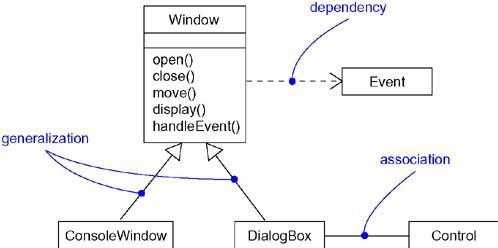 Window
dependency
open()
close()
move()
display()
handleEvent()
Event
generalization
association
ConsoleWindow
DialogBox
Control